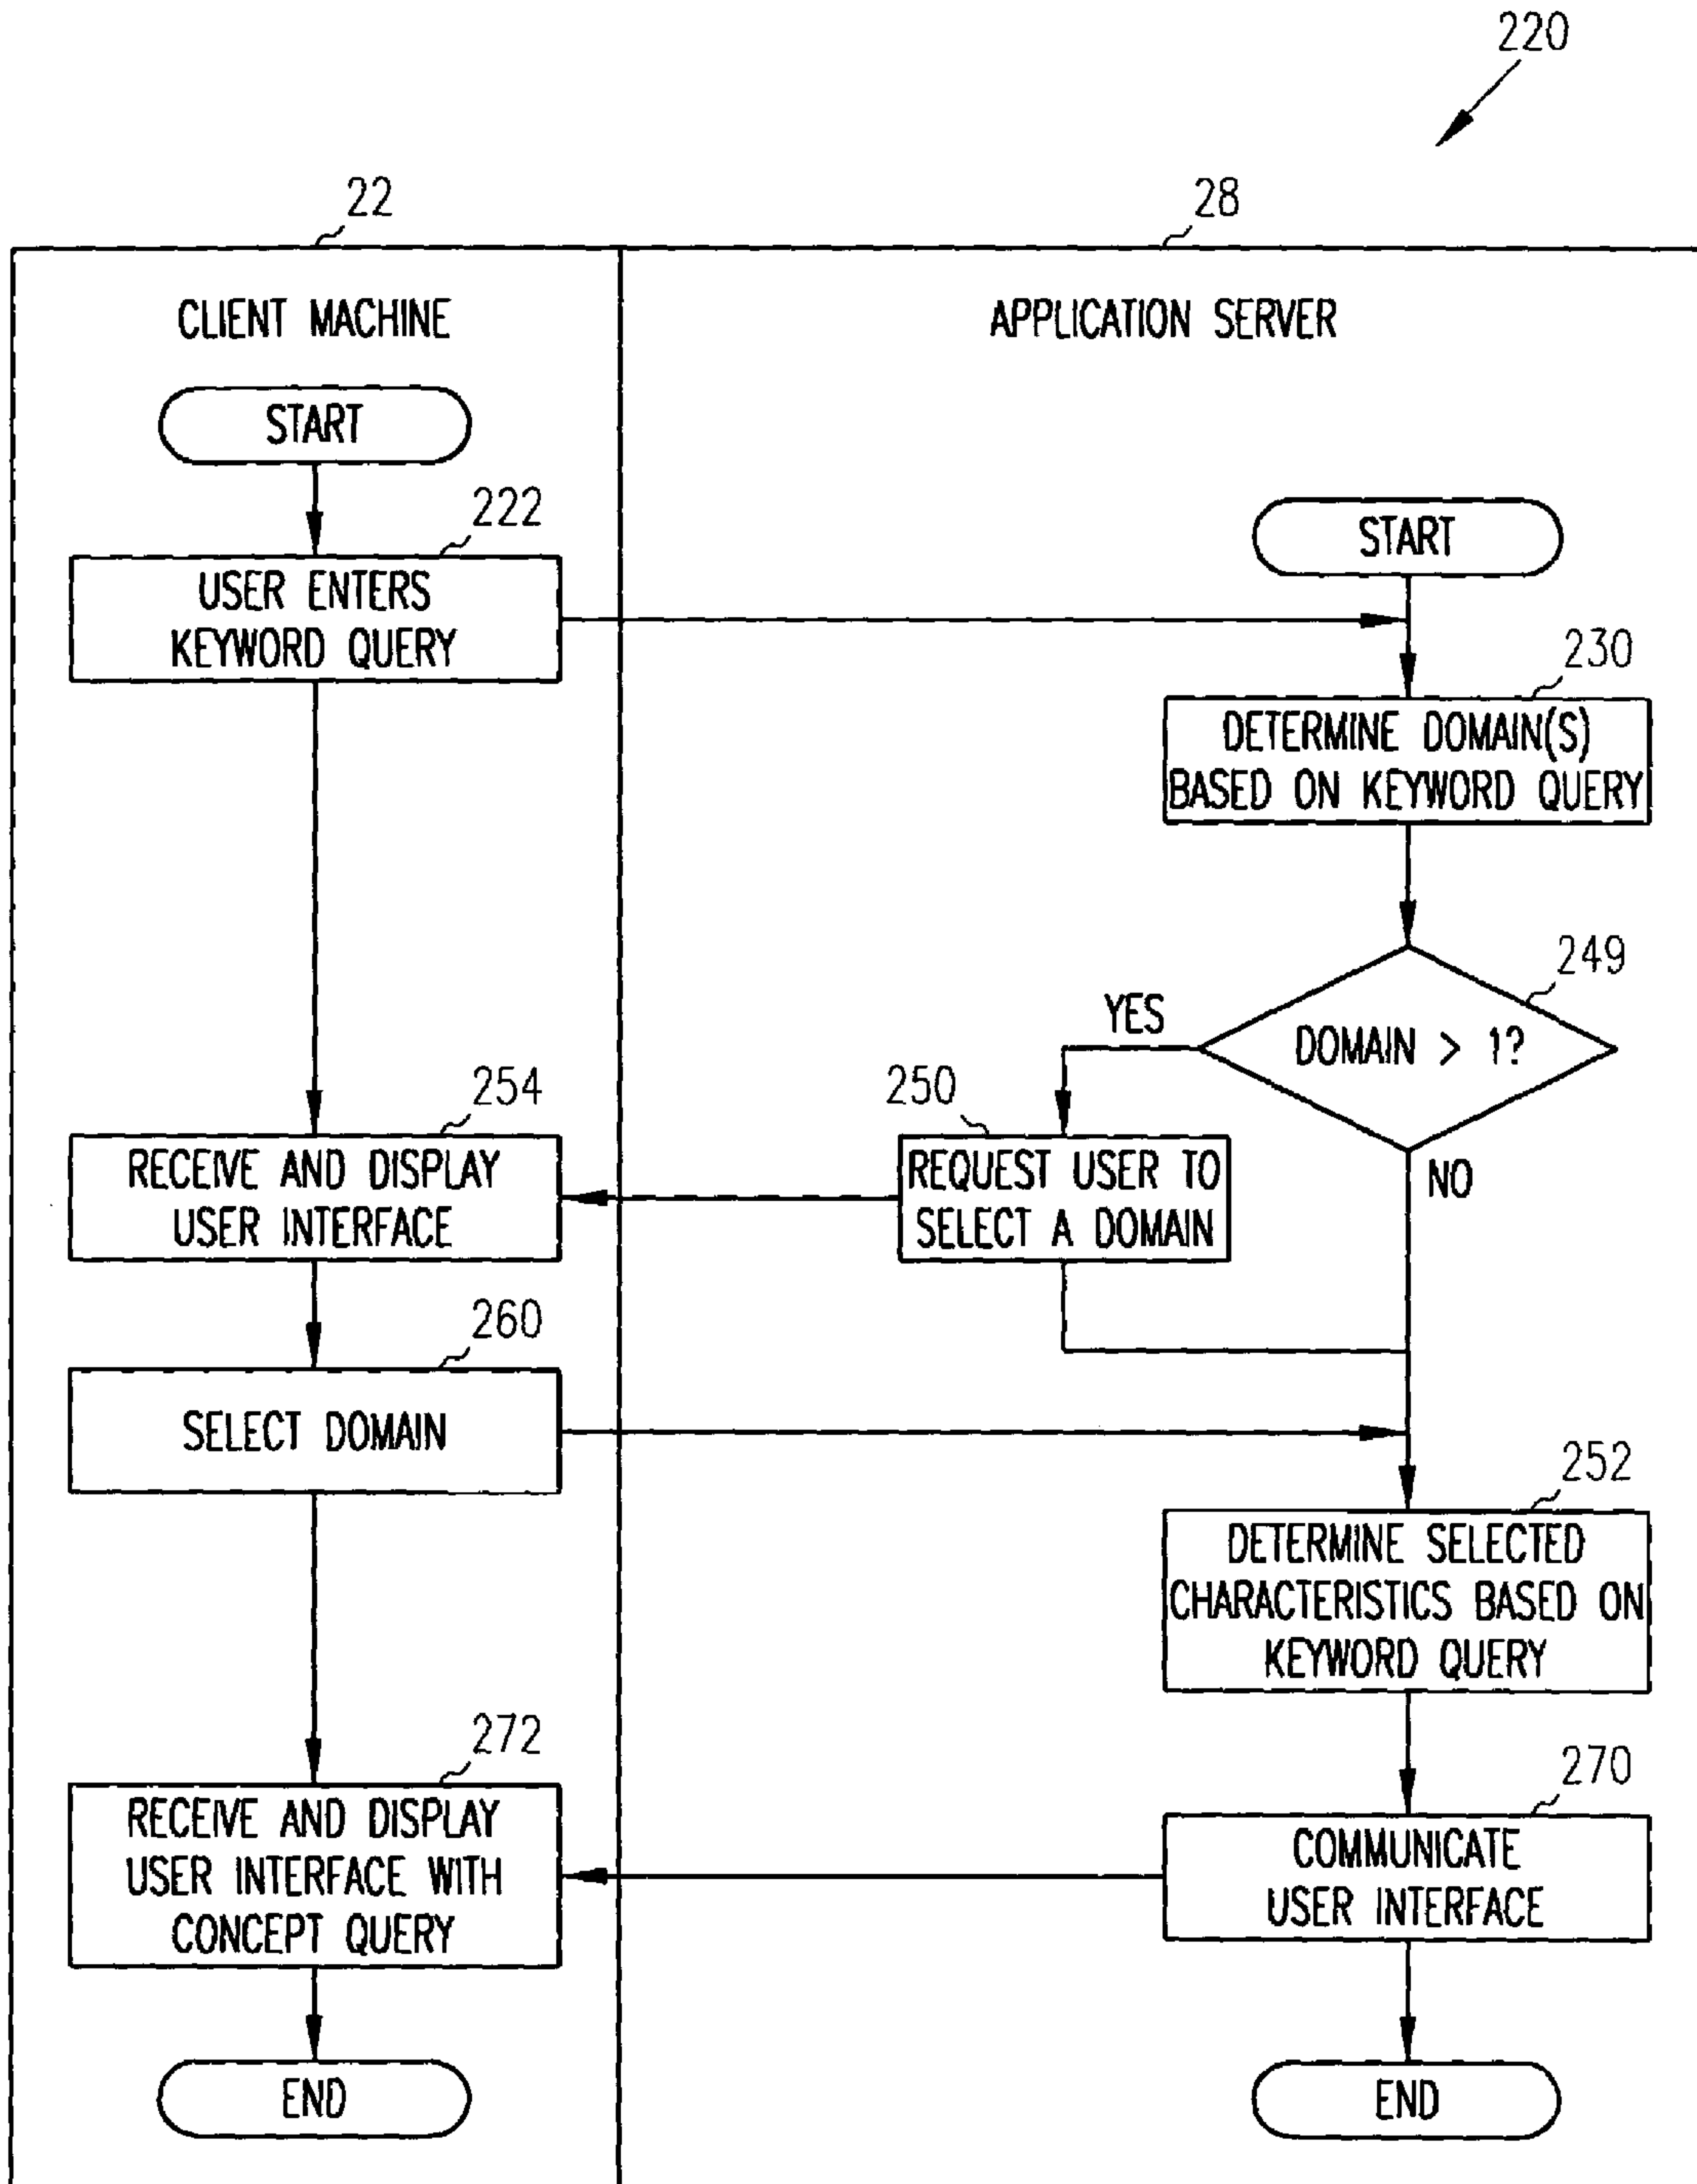 220
22
28
CLIENT MACHINE
APPLICATION SERVER
START
222
USER ENTERS
KEYWORD QUERY
START
230
DETERMINE DOMAIN(S)
BASED ON KEYWORD QUERY
249
DOMAIN > 1?
YES
NO
250
REQUEST USER TO
SELECT A DOMAIN
254
RECEIVE AND DISPLAY
USER INTERFACE
260
SELECT DOMAIN
252
DETERMINE SELECTED
CHARACTERISTICS BASED ON
KEYWORD QUERY
272
RECEIVE AND DISPLAY
USER INTERFACE WITH
CONCEPT QUERY
270
COMMUNICATE
USER INTERFACE
END
END